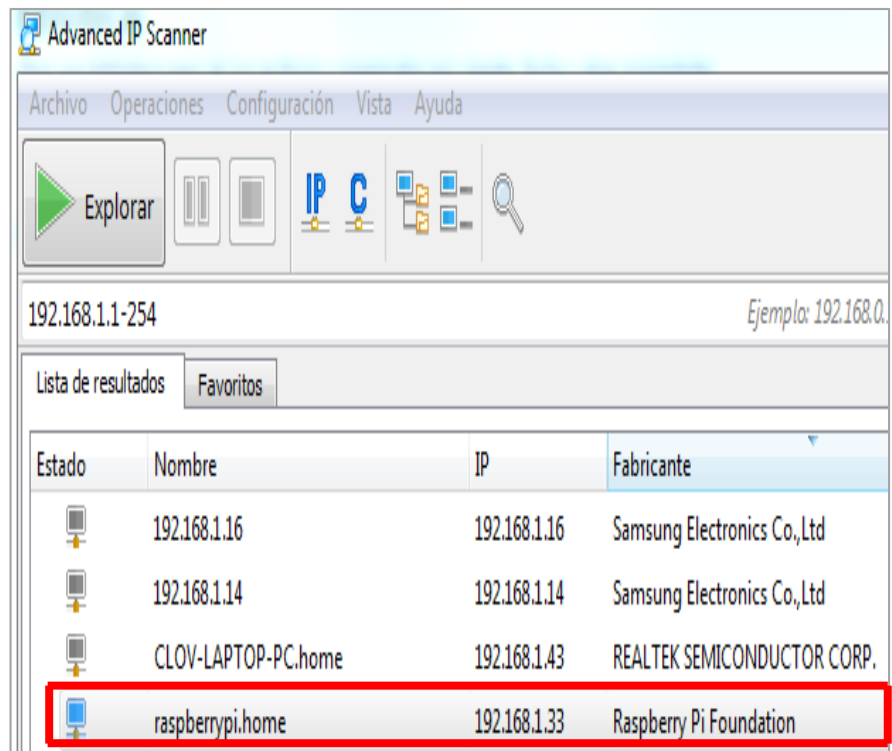 Advanced IP Scanner
Archivo Operaciones Configuración Vista Ayuda
Explorar IP C
192.168.1.1-254 Ejemplo: 192.168.0.
Lista de resultados Favoritos
Estado Nombre IP Fabricante
192.168.1.16 192.168.1.16 Samsung Electronics Co.,Ltd
192.168.1.14 192.168.1.14 Samsung Electronics Co.,Ltd
CLOV-LAPTOP-PC.home 192.168.1.43 REALTEK SEMICONDUCTOR CORP.
raspberrypi.home 192.168.1.33 Raspberry Pi Foundation